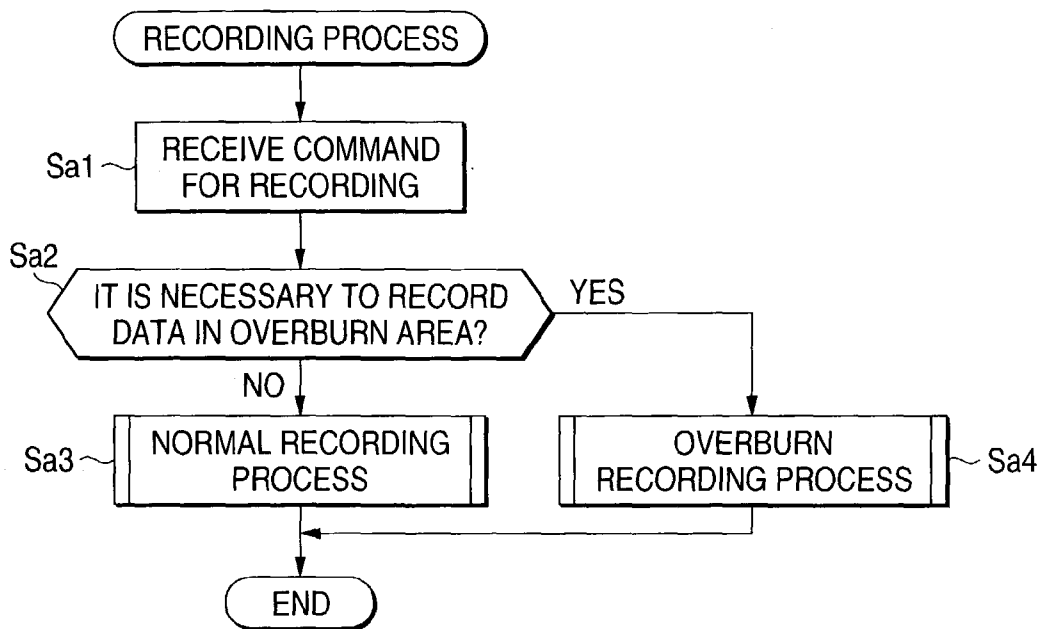 RECORDING PROCESS
Sa1
RECEIVE COMMAND
FOR RECORDING
Sa2
IT IS NECESSARY TO RECORD
DATA IN OVERBURN AREA?
YES
NO
Sa3
NORMAL RECORDING
PROCESS
OVERBURN
RECORDING PROCESS
Sa4
END